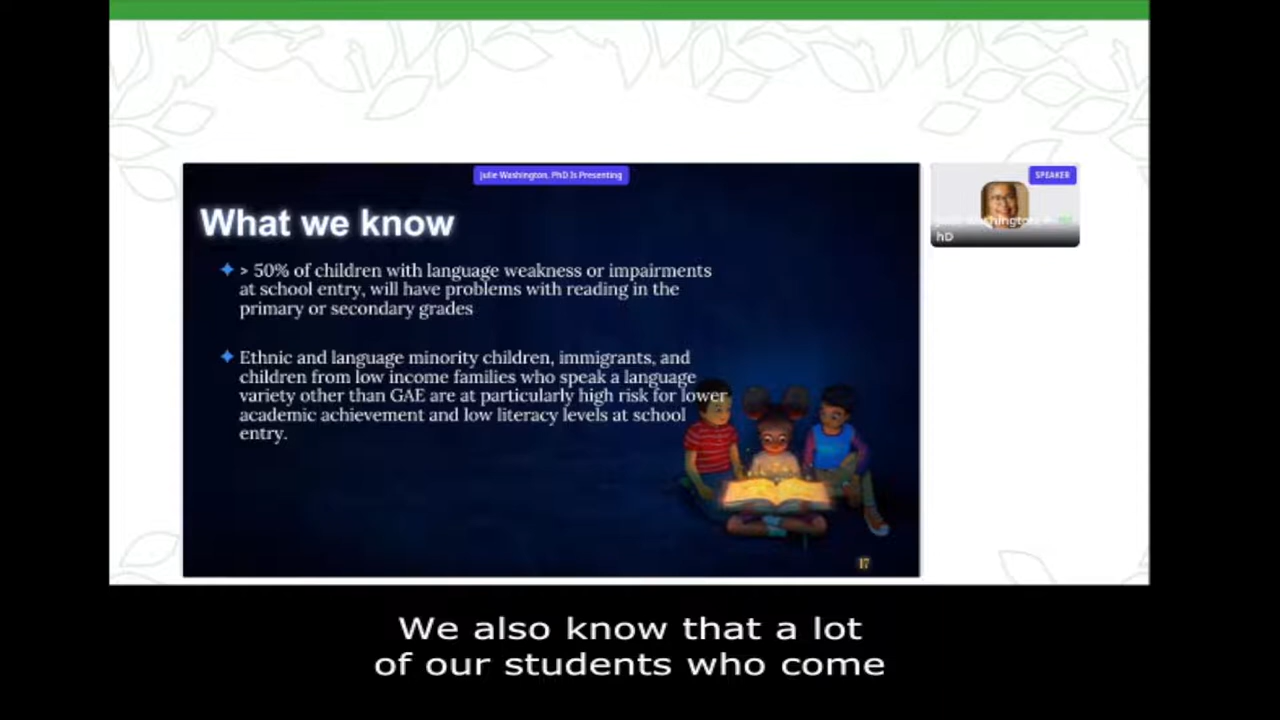 Julie Washington, PhD Is Presenting
SPEAKER
hD
What we know
> 50% of children with language weakness or impairments
at school entry, will have problems with reading in the
primary or secondary grades
Ethnic and language minority children, immigrants, and
children from low income families who speak a language
variety other than GAE are at particularly high risk for lower
academic achievement and low literacy levels at school
entry.
17
We also know that a lot
of our students who come